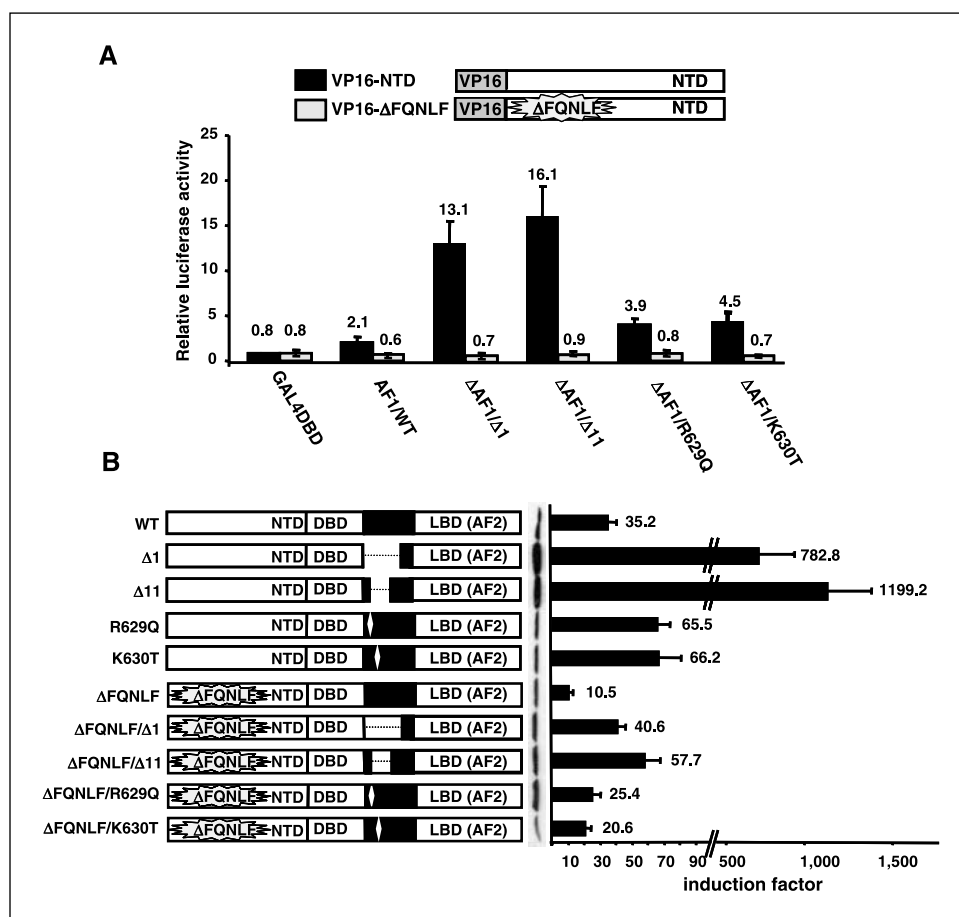 A
VP16-NTD
VP16 NTD
VP16-ΔFQNLF
VP16 ΔFQNLF NTD
Relative luciferase activity
25
20
15
10
5
0
0.8 0.8 2.1 0.6 13.1 0.7 16.1 0.9 3.9 0.8 4.5 0.7
GAL4DBD
AF1/WT
ΔAF1/Δ1
ΔAF1/Δ11
ΔAF1/R629Q
ΔAF1/K630T
B
WT NTD DBD LBD (AF2) 35.2
Δ1 NTD DBD LBD (AF2) 782.8
Δ11 NTD DBD LBD (AF2) 1199.2
R629Q NTD DBD LBD (AF2) 65.5
K630T NTD DBD LBD (AF2) 66.2
ΔFQNLF ΔFQNLF NTD DBD LBD (AF2) 10.5
ΔFQNLF/Δ1 ΔFQNLF NTD DBD LBD (AF2) 40.6
ΔFQNLF/Δ11 ΔFQNLF NTD DBD LBD (AF2) 57.7
ΔFQNLF/R629Q ΔFQNLF NTD DBD LBD (AF2) 25.4
ΔFQNLF/K630T ΔFQNLF NTD DBD LBD (AF2) 20.6
10 30 50 70 90 500 1,000 1,500
induction factor